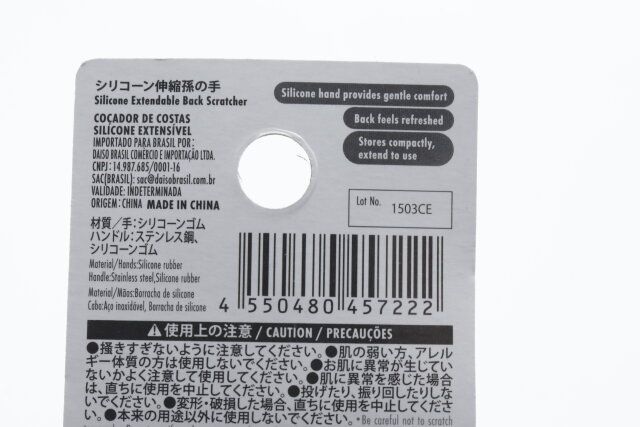 シリコーン伸縮孫の手
Silicone Extendable Back Scratcher
COÇADOR DE COSTAS
SILICONE EXTENSÍVEL
IMPORTADO PARA BRASIL POR:
DAISO BRASIL COMÉRCIO E IMPORTAÇÃO LTDA.
CNPJ : 14.987.685/0001-16
SAC(BRASIL): sac@daisobrasil.com.br
VALIDADE: INDETERMINADA
ORIGEM: CHINA MADE IN CHINA
材質／手:シリコーンゴム
ハンドル:ステンレス鋼、
シリコーンゴム
Material/Hands:Silicone rubber
Handle:Stainless steel,Silicone rubber
Material/Mãos:Borracha de silicone
Cabo:Aço inoxidável, Borracha de silicone
Silicone hand provides gentle comfort
Back feels refreshed
Stores compactly,
extend to use
Lot No. 1503CE
4 550480 457222
⚠使用上の注意 / CAUTION / PRECAUÇÕES
●掻きすぎないように注意してください。●肌の弱い方、アレル
ギー体質の方は使用しないでください。●お肌に異常が生じてい
ないかよく注意して使用してください。●肌に異常を感じた場合
は、直ちに使用を中止してください。●投げたり、振り回したりしな
いでください。●変形・破損した場合、直ちに使用を中止してくださ
い。●本来の用途以外に使用しないでください。 * Be careful not to scratch